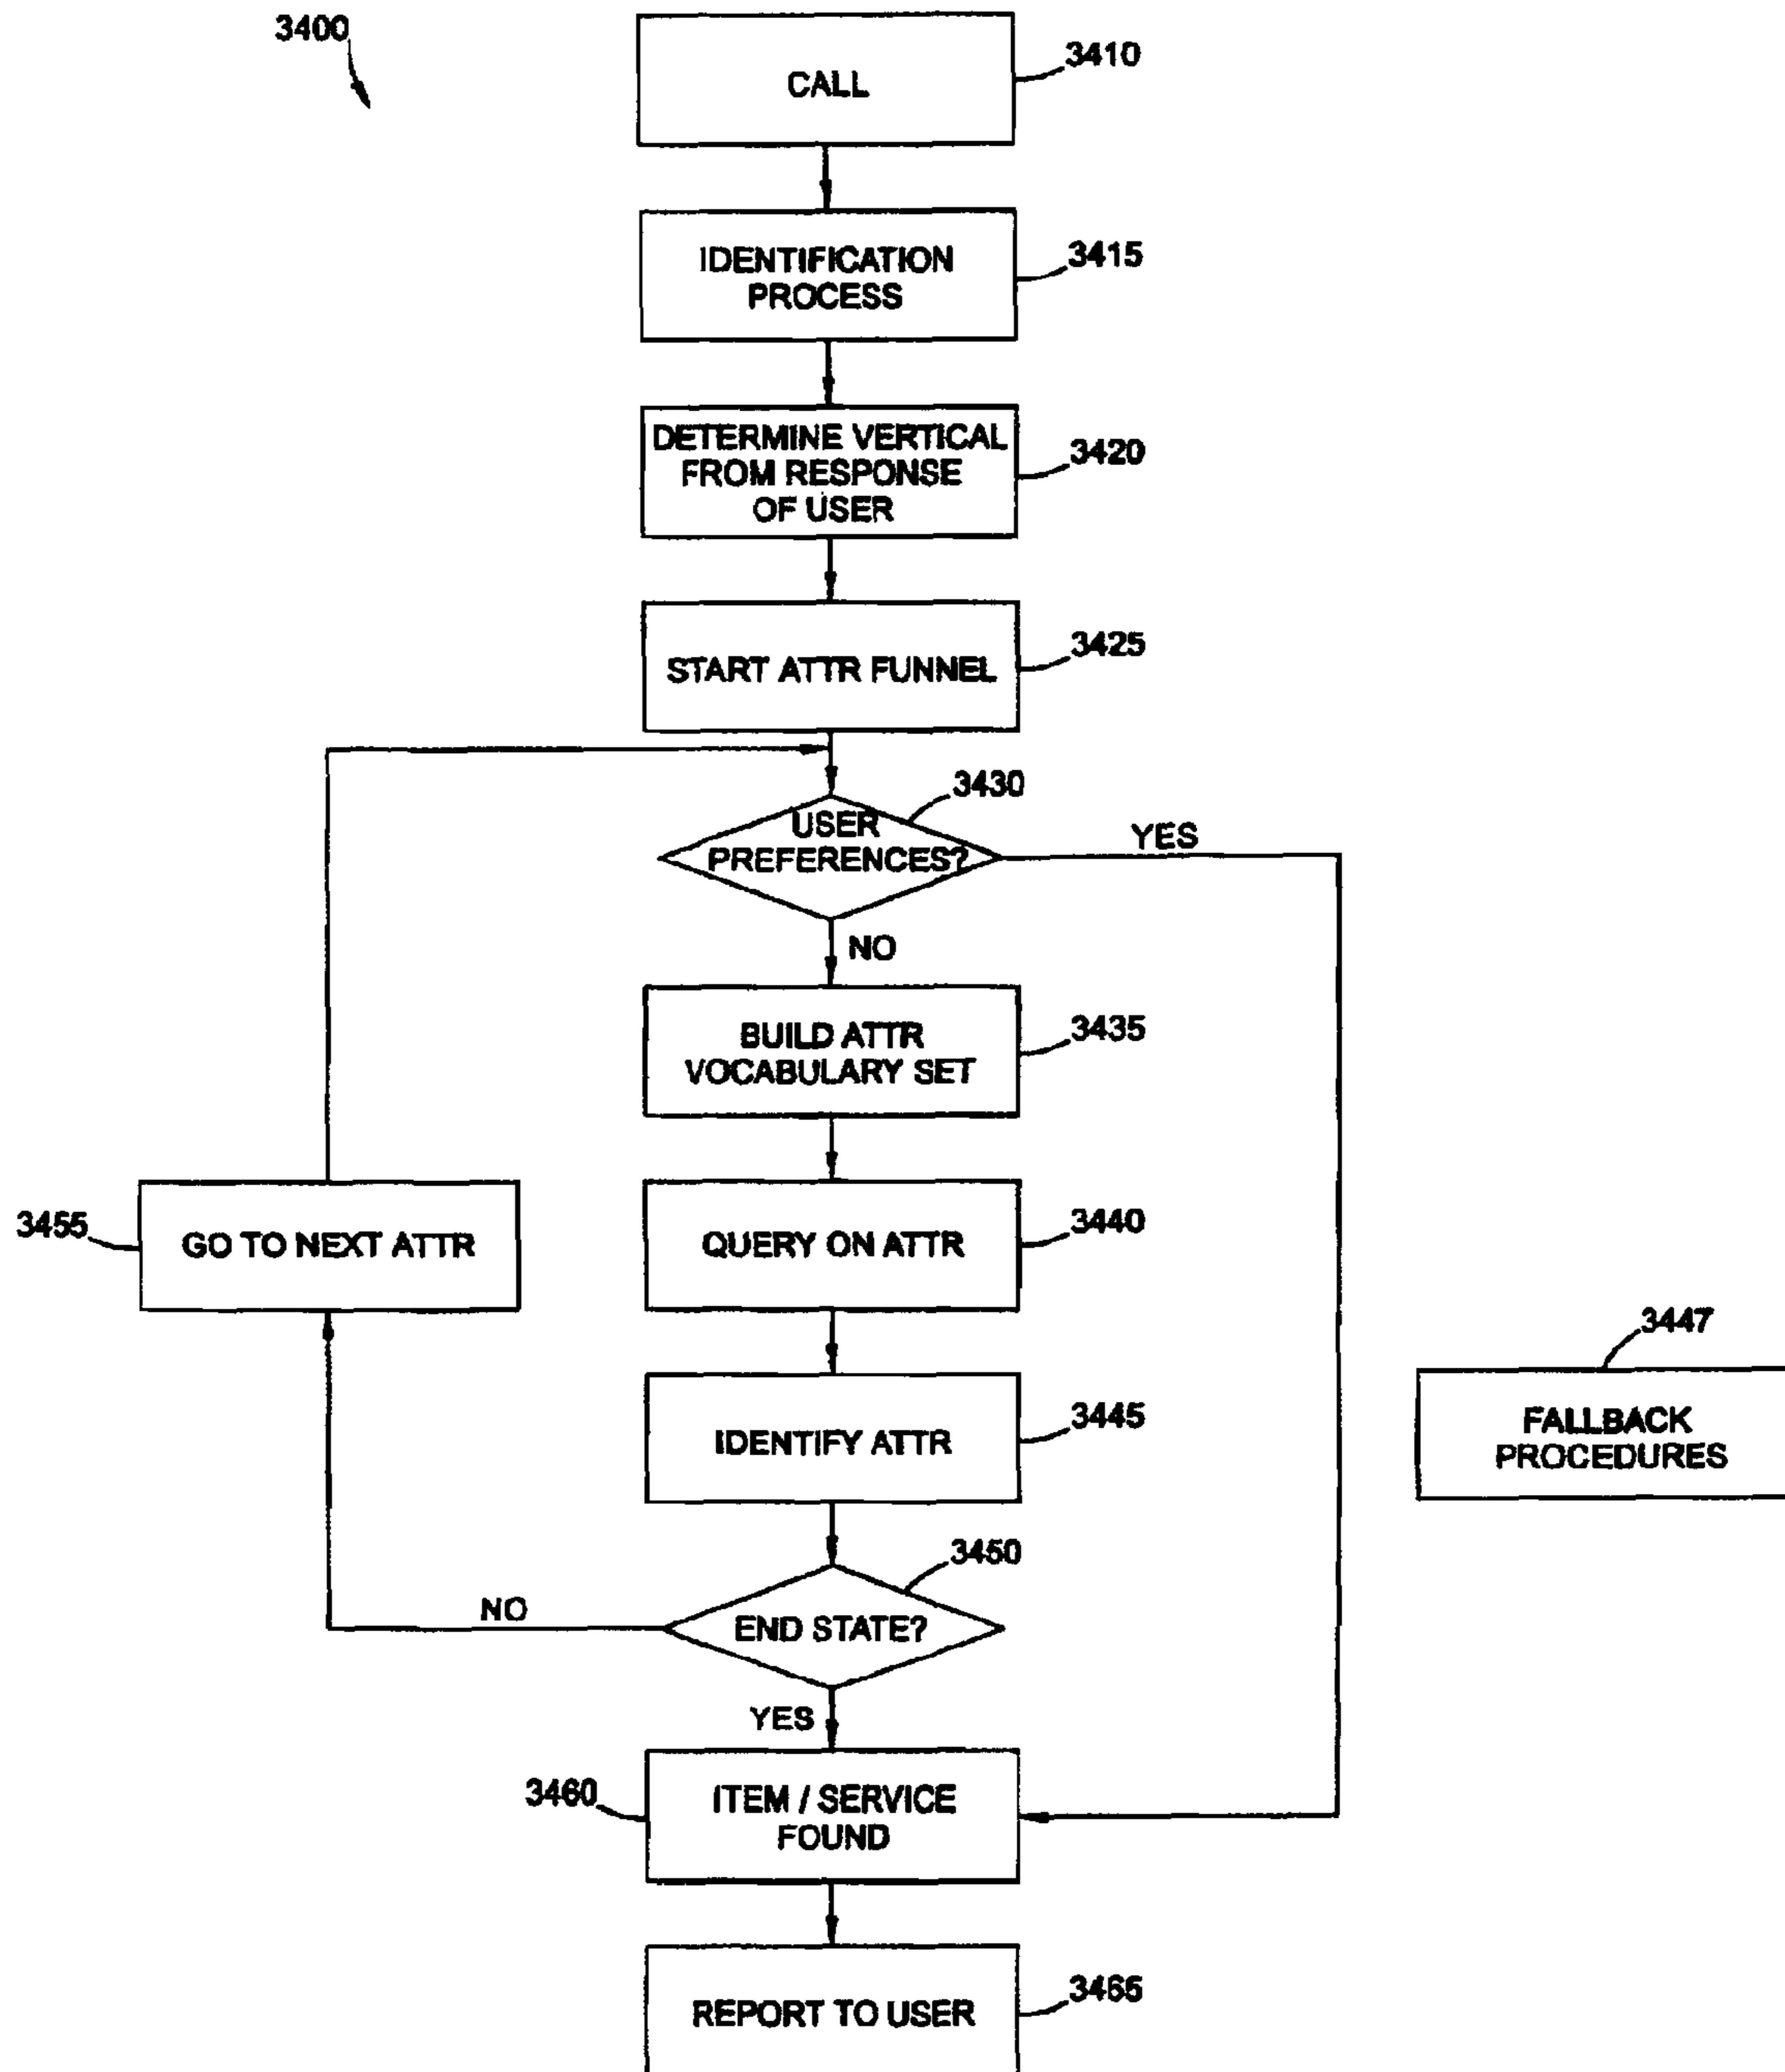 3400
CALL
3410
IDENTIFICATION
PROCESS
3415
DETERMINE VERTICAL
FROM RESPONSE
OF USER
3420
START ATTR FUNNEL
3425
USER
PREFERENCES?
3430
YES
NO
BUILD ATTR
VOCABULARY SET
3435
3455
GO TO NEXT ATTR
QUERY ON ATTR
3440
IDENTIFY ATTR
3445
3447
FALLBACK
PROCEDURES
END STATE?
3450
NO
YES
3460
ITEM / SERVICE
FOUND
REPORT TO USER
3465